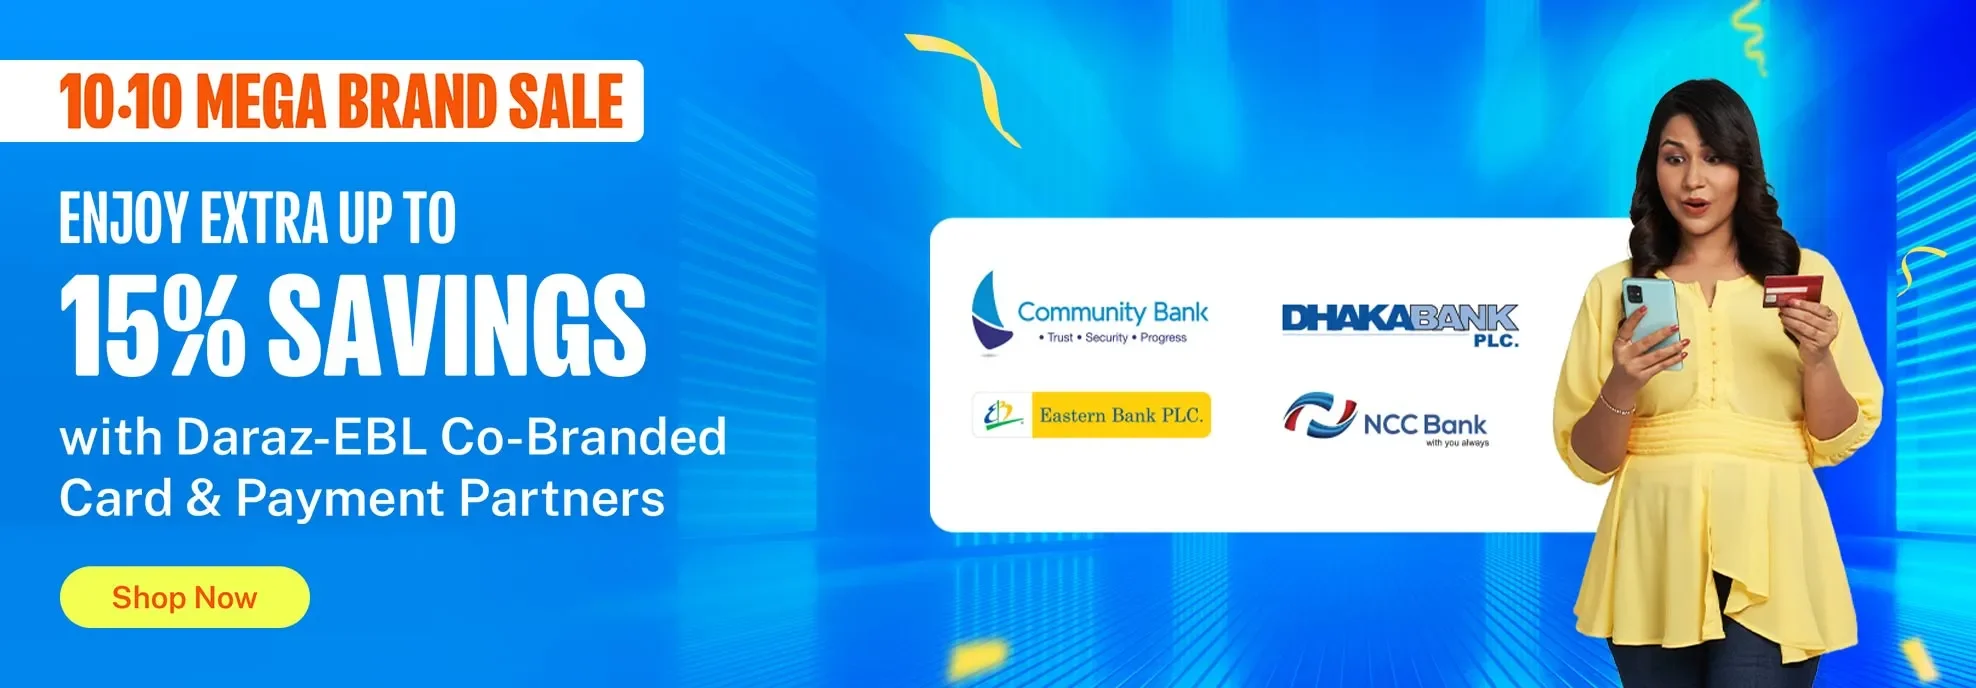 10.10 MEGA BRAND SALE
ENJOY EXTRA UP TO
15% SAVINGS
with Daraz-EBL Co-Branded
Card & Payment Partners
Shop Now
Community Bank
• Trust • Security • Progress
DHAKA BANK
PLC.
Eastern Bank PLC.
NCC Bank
with you always